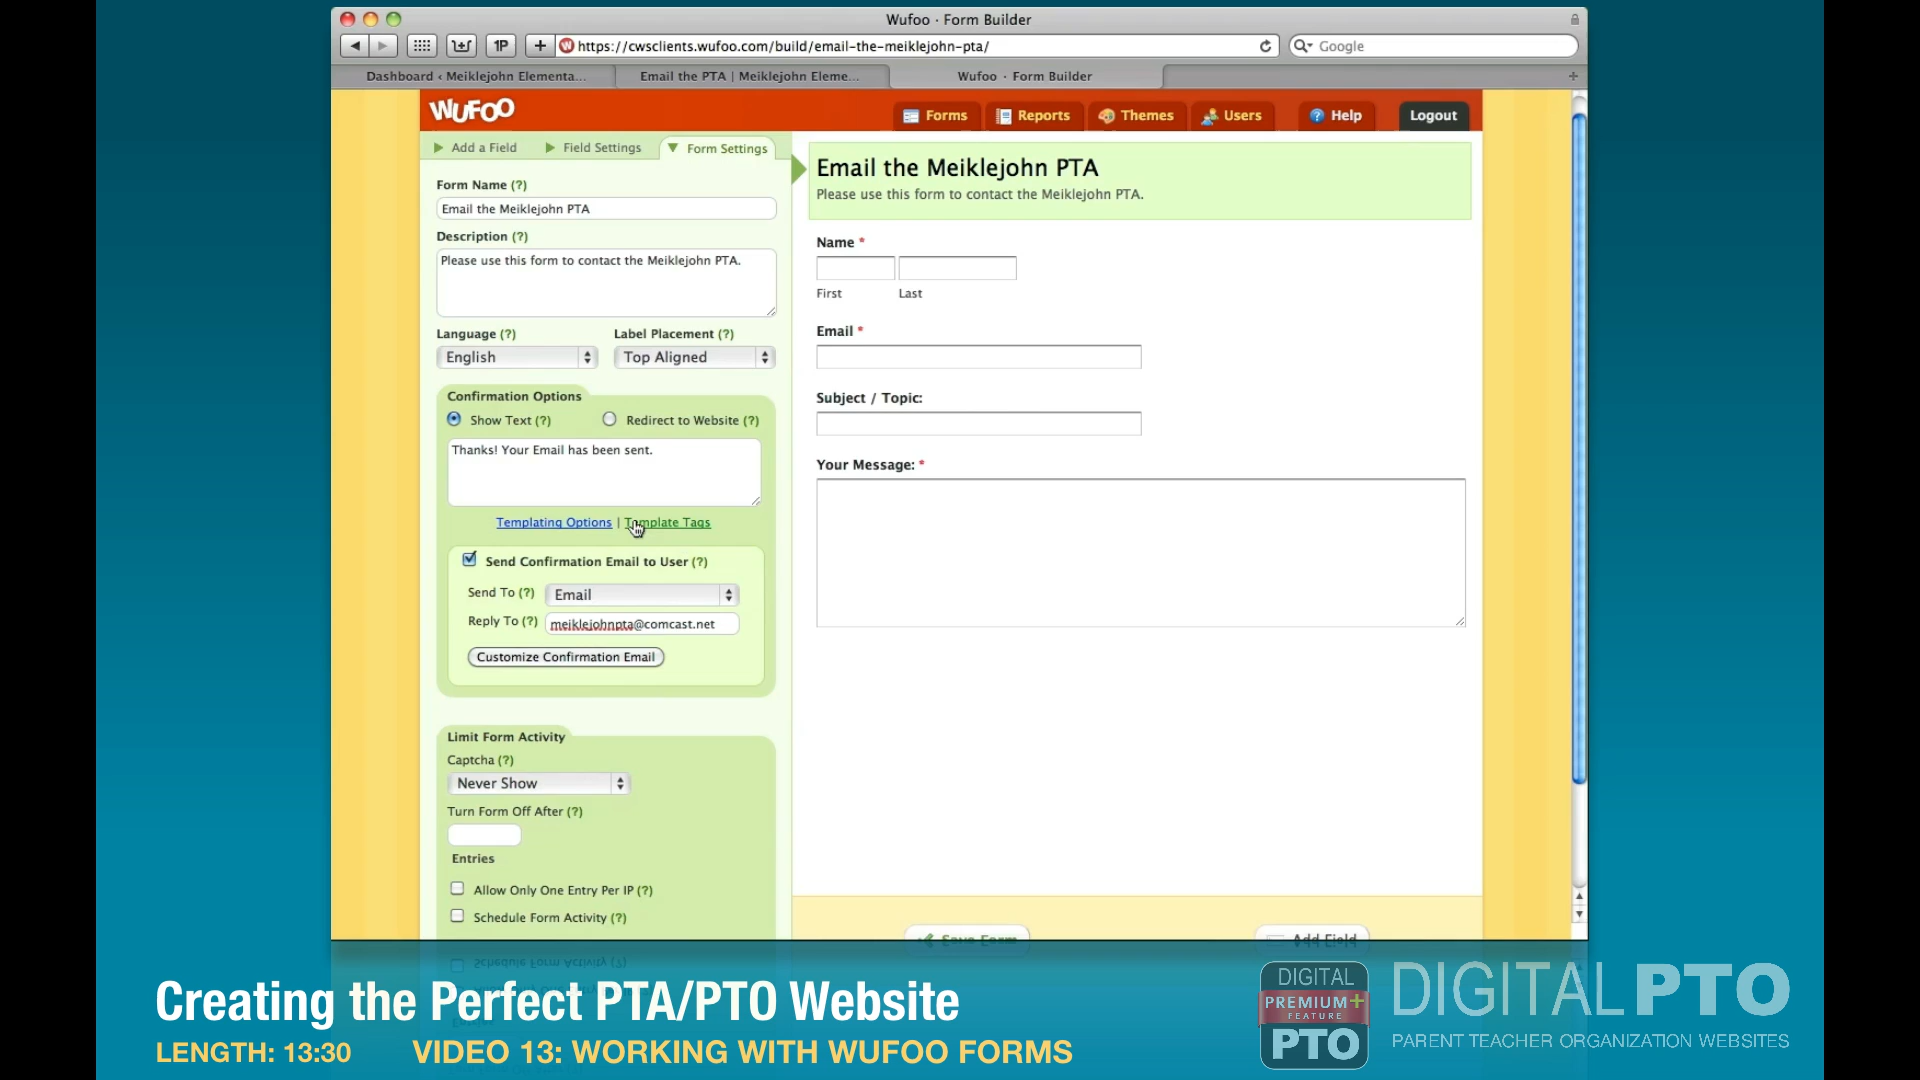 Wufoo · Form Builder
1P + https://cwsclients.wufoo.com/build/email-the-meiklejohn-pta/ Google
Dashboard ‹ Meiklejohn Elementa... Email the PTA | Meiklejohn Eleme... Wufoo · Form Builder +
WUFOO Forms Reports Themes Users Help Logout
Add a Field Field Settings Form Settings
Form Name (?)
Email the Meiklejohn PTA
Description (?)
Please use this form to contact the Meiklejohn PTA.
Language (?) Label Placement (?)
English Top Aligned
Confirmation Options
Show Text (?) Redirect to Website (?)
Thanks! Your Email has been sent.
Templating Options | Template Tags
Send Confirmation Email to User (?)
Send To (?) Email
Reply To (?) meiklejohnpta@comcast.net
Customize Confirmation Email
Limit Form Activity
Captcha (?)
Never Show
Turn Form Off After (?)
Entries
Allow Only One Entry Per IP (?)
Schedule Form Activity (?)
Email the Meiklejohn PTA
Please use this form to contact the Meiklejohn PTA.
Name *
First Last
Email *
Subject / Topic:
Your Message: *
Save Form Add Field
Creating the Perfect PTA/PTO Website
LENGTH: 13:30 VIDEO 13: WORKING WITH WUFOO FORMS
DIGITAL
PREMIUM+
FEATURE
PTO
DIGITAL PTO
PARENT TEACHER ORGANIZATION WEBSITES